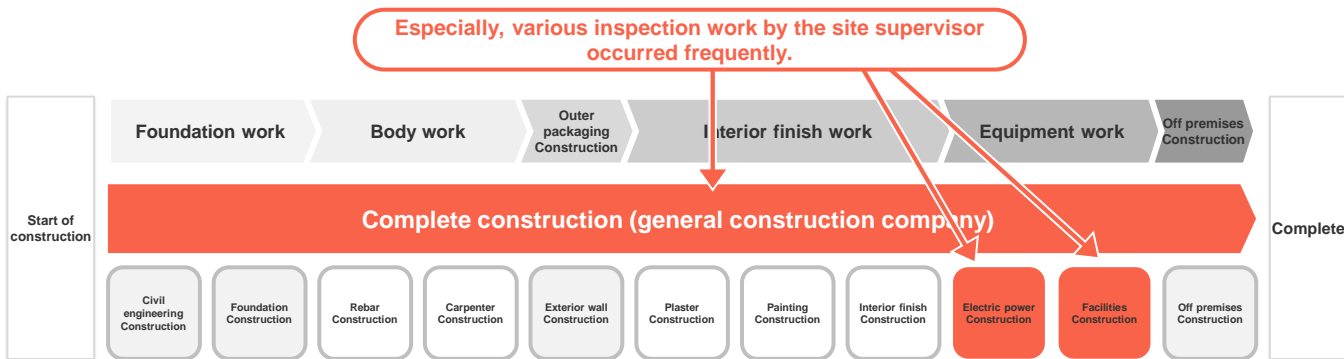 Especially, various inspection work by the site supervisor
occurred frequently.
Start of
construction
Foundation work
Body work
Outer
packaging
Construction
Interior finish work
Equipment work
Off premises
Construction
Complete
Complete construction (general construction company)
Civil
engineering
Construction
Foundation
Construction
Rebar
Construction
Carpenter
Construction
Exterior wall
Construction
Plaster
Construction
Painting
Construction
Interior finish
Construction
Electric power
Construction
Facilities
Construction
Off premises
Construction